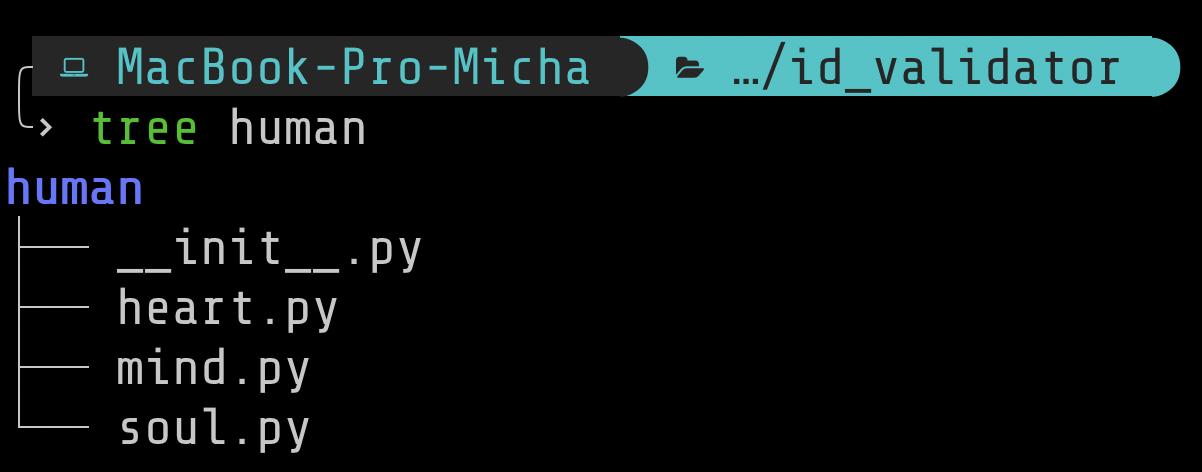 MacBook-Pro-Micha …/id_validator
› tree human
human
├── __init__.py
├── heart.py
├── mind.py
└── soul.py